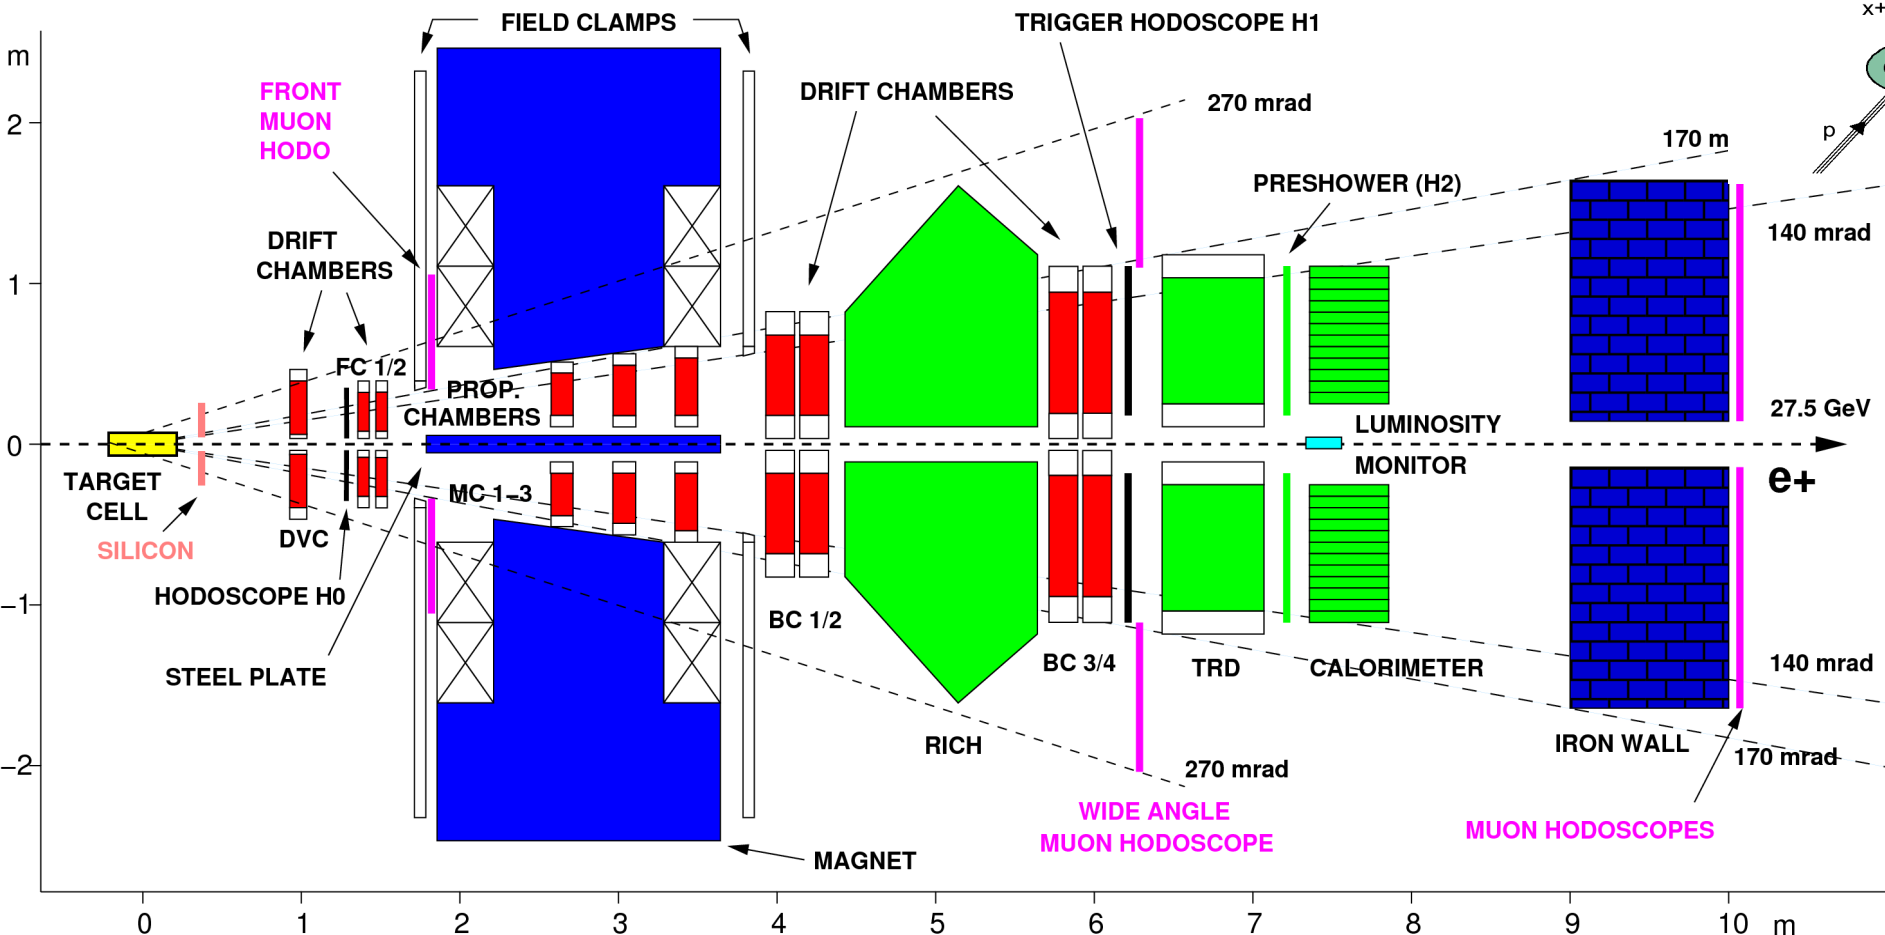 x+
FIELD CLAMPS
TRIGGER HODOSCOPE H1
m
FRONT
MUON
HODO
DRIFT CHAMBERS
270 mrad
2
p
170 m
PRESHOWER (H2)
DRIFT
CHAMBERS
140 mrad
1
FC 1/2
PROP.
CHAMBERS
27.5 GeV
LUMINOSITY
0
MONITOR
e+
TARGET
CELL
MC 1–3
SILICON
DVC
HODOSCOPE H0
–1
BC 1/2
STEEL PLATE
BC 3/4
TRD
CALORIMETER
140 mrad
RICH
IRON WALL
170 mrad
–2
270 mrad
WIDE ANGLE
MUON HODOSCOPE
MUON HODOSCOPES
MAGNET
0 1 2 3 4 5 6 7 8 9 10 m